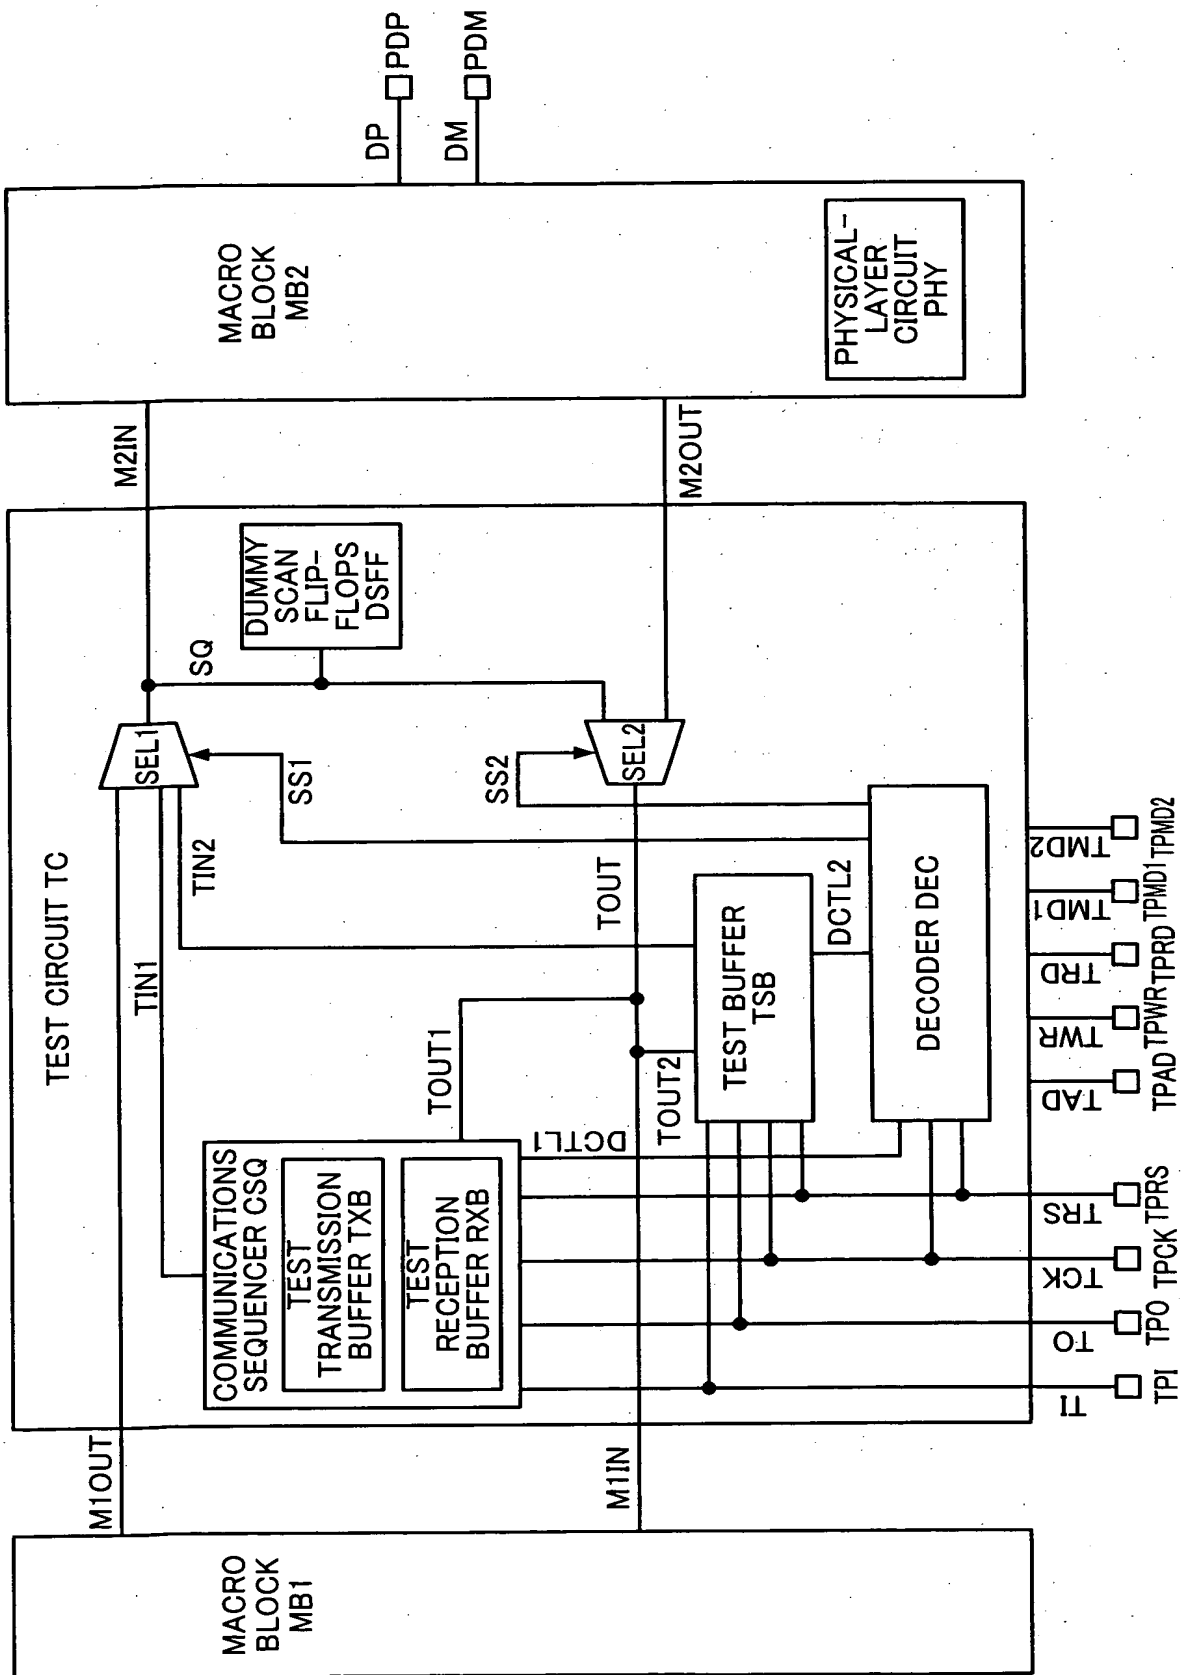 MACRO
BLOCK
MB1
M1OUT
M1IN
TEST CIRCUIT TC
COMMUNICATIONS
SEQUENCER CSQ
TEST
TRANSMISSION
BUFFER TXB
TEST
RECEPTION
BUFFER RXB
TIN1
TIN2
TOUT1
TOUT
TOUT2
DCTL1
DCTL2
TEST BUFFER
TSB
DECODER DEC
SEL1
SS1
SEL2
SS2
SQ
DUMMY
SCAN
FLIP-
FLOPS
DSFF
M2IN
M2OUT
MACRO
BLOCK
MB2
PHYSICAL-
LAYER
CIRCUIT
PHY
DP
PDP
DM
PDM
TI
TO
TCK
TRS
TAD
TWR
TRD
TMD1
TMD2
TPI
TPO
TPCK
TPRS
TPAD
TPWR
TPRD
TPMD1
TPMD2